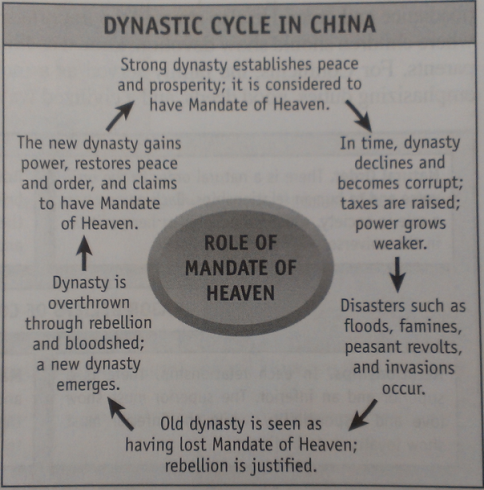 DYNASTIC CYCLE IN CHINA
Strong dynasty establishes peace
and prosperity; it is considered to
have Mandate of Heaven.
In time, dynasty
declines and
becomes corrupt;
taxes are raised;
power grows
weaker.
Disasters such as
floods, famines,
peasant revolts,
and invasions
occur.
Old dynasty is seen as
having lost Mandate of Heaven;
rebellion is justified.
Dynasty is
overthrown
through rebellion
and bloodshed;
a new dynasty
emerges.
The new dynasty gains
power, restores peace
and order, and claims
to have Mandate
of Heaven.
ROLE OF
MANDATE OF
HEAVEN